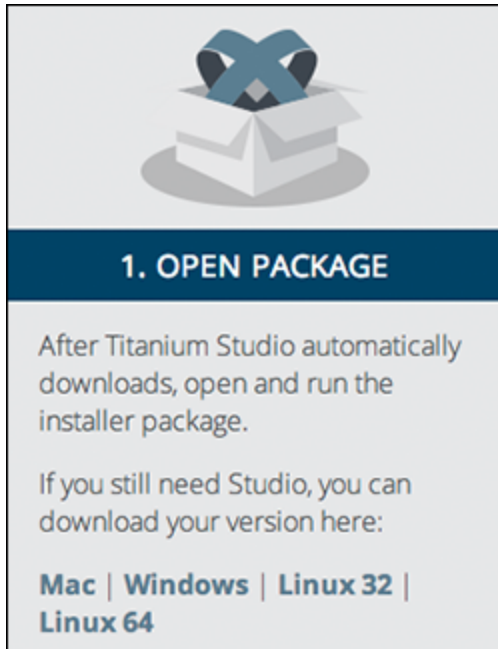 1. OPEN PACKAGE
After Titanium Studio automatically
downloads, open and run the
installer package.
If you still need Studio, you can
download your version here:
Mac | Windows | Linux 32 |
Linux 64